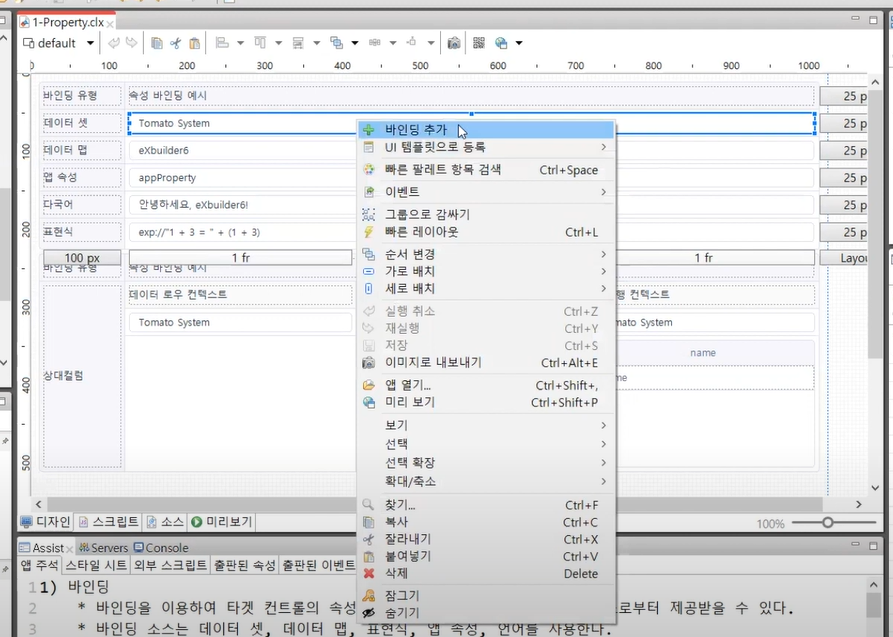 1-Property.clx
default
0 100 200 300 400 500 600 700 800 900 1000
바인딩 유형 속성 바인딩 예시 25 p
데이터 셋 Tomato System 25 p
데이터 맵 eXbuilder6 25 p
앱 속성 appProperty 25 p
다국어 안녕하세요, eXbuilder6! 25 p
표현식 exp://"1 + 3 = " + (1 + 3) 25 p
100 px 1 fr 1 fr Layou
바인딩 유형 속성 바인딩 예시
데이터 로우 컨텍스트 행 컨텍스트
Tomato System mato System
상대컬럼
name
me
0 100 200 300 400 500
바인딩 추가
UI 템플릿으로 등록
빠른 팔레트 항목 검색 Ctrl+Space
이벤트
그룹으로 감싸기
빠른 레이아웃 Ctrl+L
순서 변경
가로 배치
세로 배치
실행 취소 Ctrl+Z
재실행 Ctrl+Y
저장 Ctrl+S
이미지로 내보내기 Ctrl+Alt+E
앱 열기... Ctrl+Shift+,
미리 보기 Ctrl+Shift+P
보기
선택
선택 확장
확대/축소
찾기... Ctrl+F
복사 Ctrl+C
잘라내기 Ctrl+X
붙여넣기 Ctrl+V
삭제 Delete
잠그기
숨기기
디자인 스크립트 소스 미리보기 100%
Assist Servers Console
앱 주석 스타일 시트 외부 스크립트 출판된 속성 출판된 이벤트
1 1) 바인딩
2 * 바인딩을 이용하여 타겟 컨트롤의 속성 로부터 제공받을 수 있다.
3 * 바인딩 소스는 데이터 셋, 데이터 맵, 표현식, 앱 속성, 언어를 사용한다.